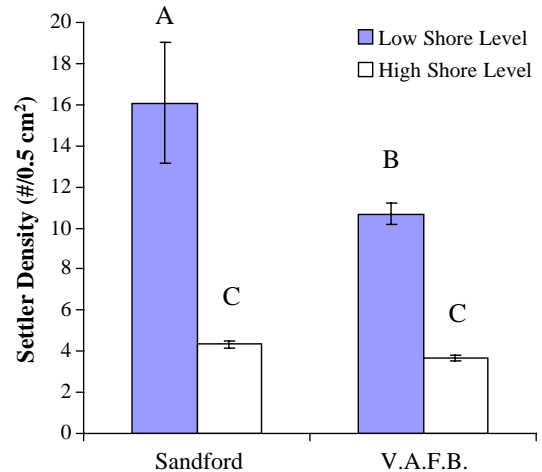 Settler Density (#/0.5 cm²)
20
18
16
14
12
10
8
6
4
2
0
A
C
B
C
Low Shore Level
High Shore Level
Sandford
V.A.F.B.